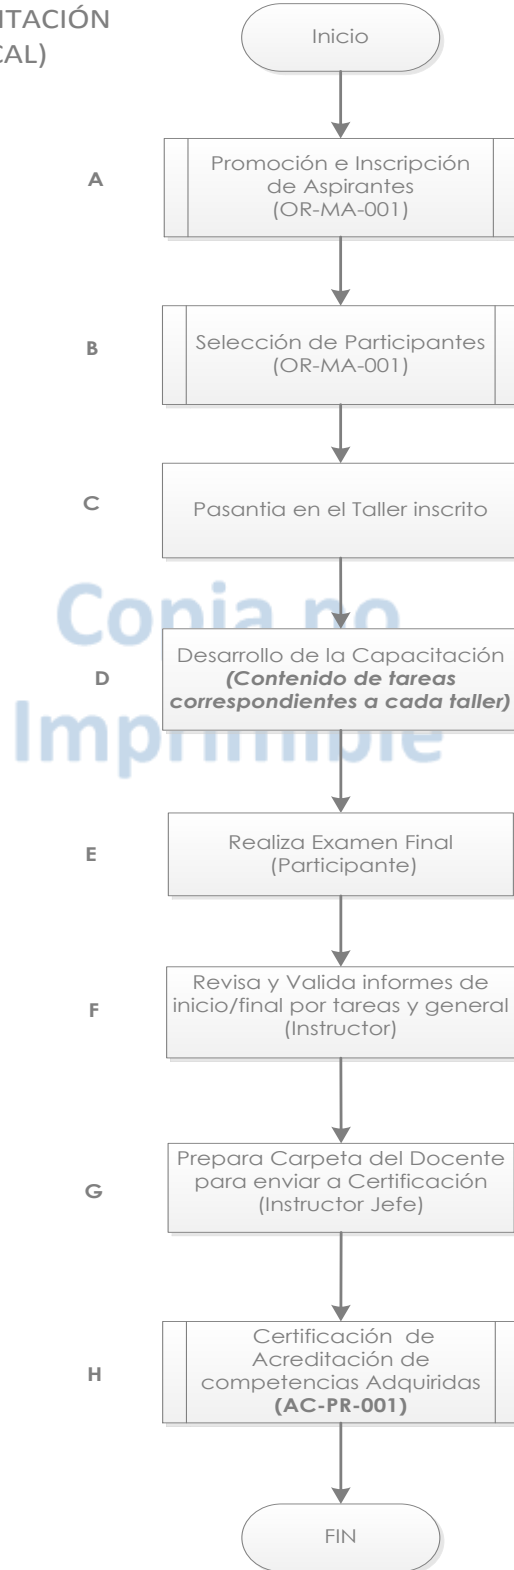 ITACIÓN
CAL)
Inicio
A
Promoción e Inscripción
de Aspirantes
(OR-MA-001)
B
Selección de Participantes
(OR-MA-001)
C
Pasantia en el Taller inscrito
Copia no
Imprimible
D
Desarrollo de la Capacitación
(Contenido de tareas
correspondientes a cada taller)
E
Realiza Examen Final
(Participante)
F
Revisa y Valida informes de
inicio/final por tareas y general
(Instructor)
G
Prepara Carpeta del Docente
para enviar a Certificación
(Instructor Jefe)
H
Certificación de
Acreditación de
competencias Adquiridas
(AC-PR-001)
FIN